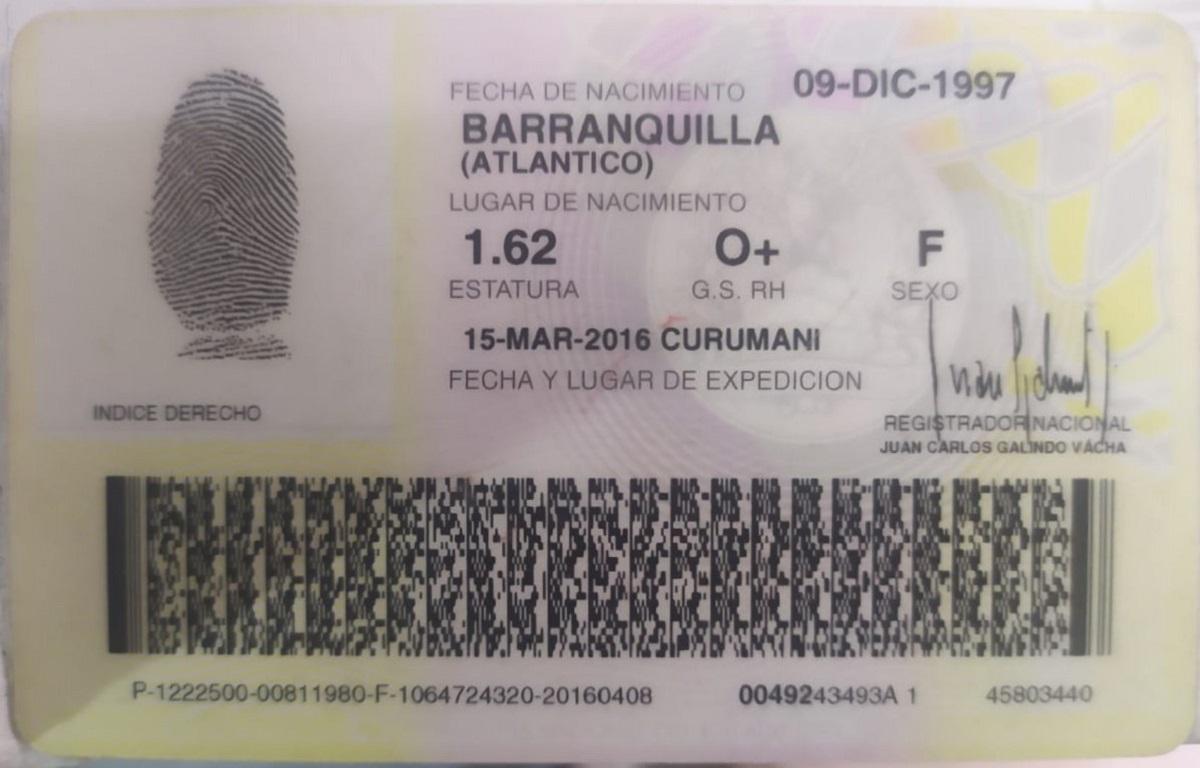 FECHA DE NACIMIENTO 09-DIC-1997
BARRANQUILLA
(ATLANTICO)
LUGAR DE NACIMIENTO
1.62 O+ F
ESTATURA G.S. RH SEXO
15-MAR-2016 CURUMANI
FECHA Y LUGAR DE EXPEDICION
INDICE DERECHO
REGISTRADOR NACIONAL
JUAN CARLOS GALINDO VÁCHA
P-1222500-00811980-F-1064724320-20160408 0049243493A 1 45803440